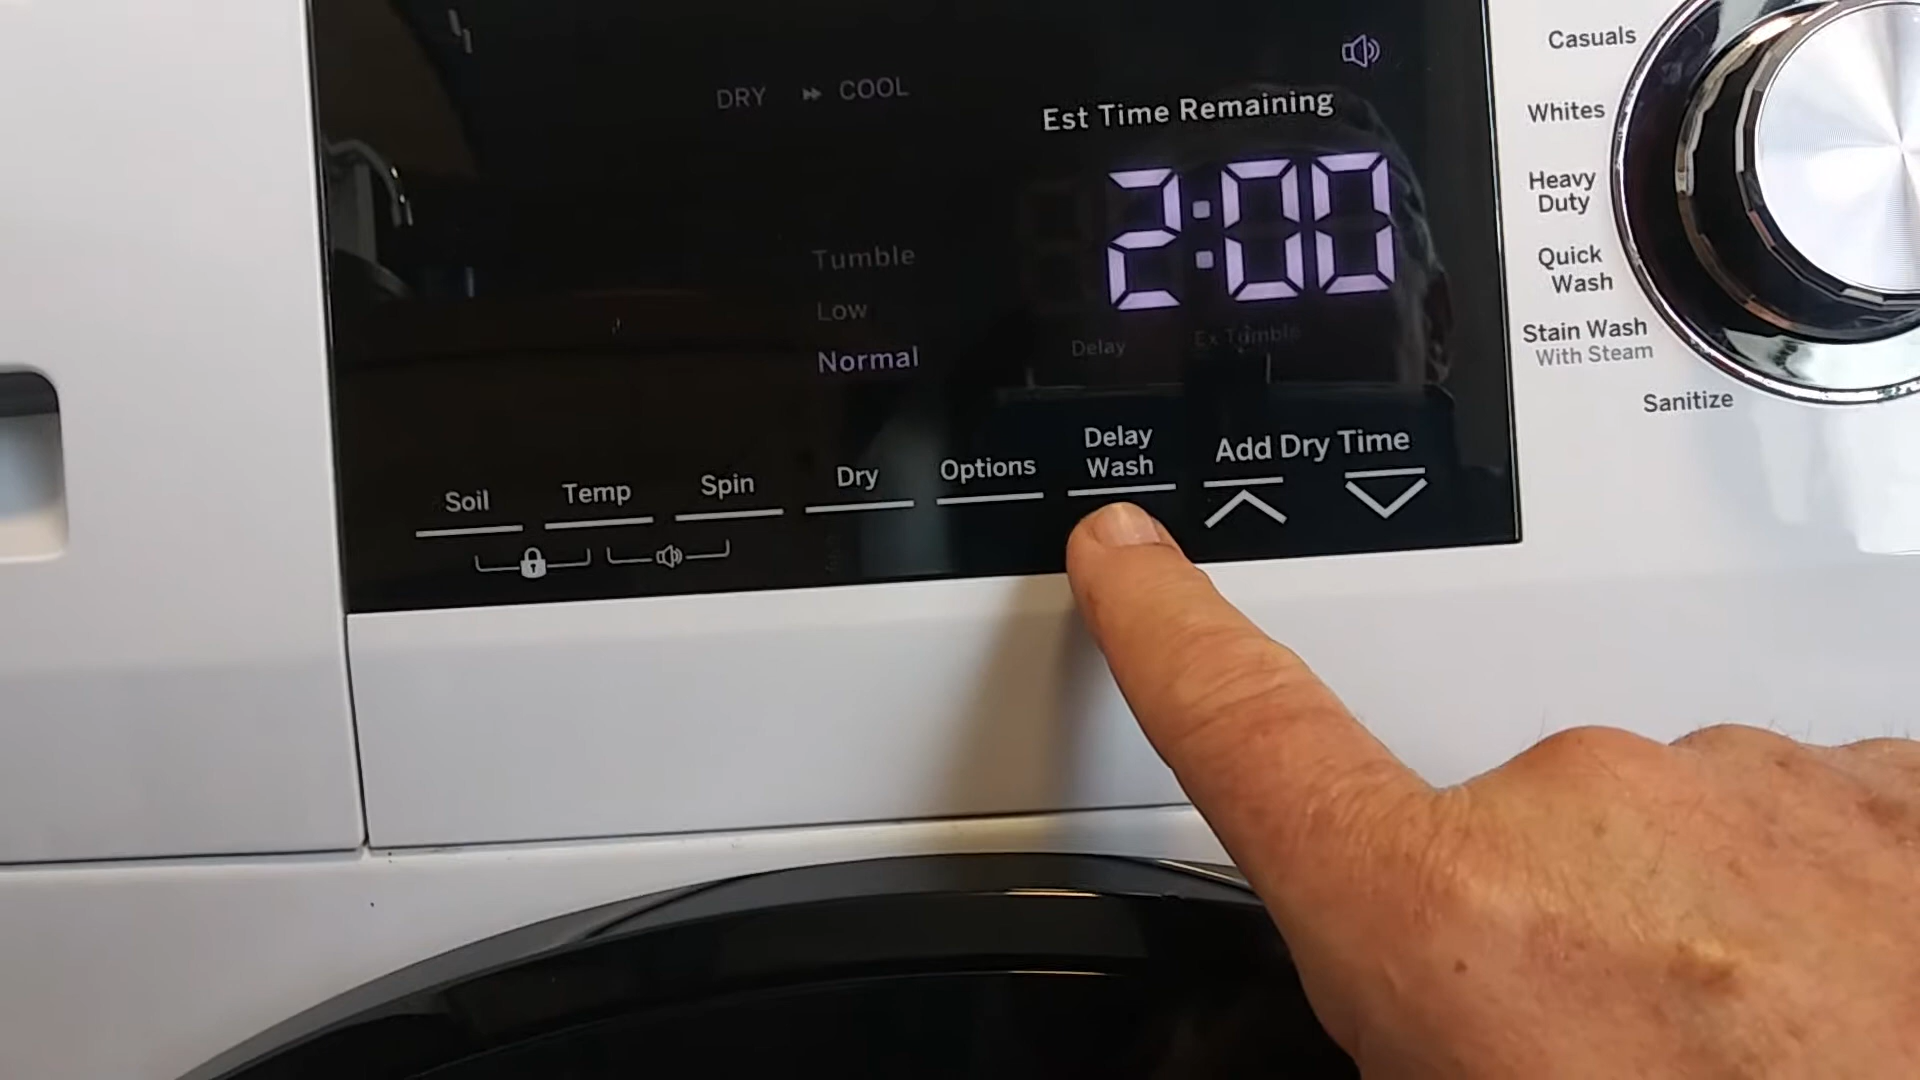 DRY COOL
Est Time Remaining
2:00
Tumble
Low
Normal
Delay
Ex Tumble
Soil
Temp
Spin
Dry
Options
Delay
Wash
Add Dry Time
Casuals
Whites
Heavy
Duty
Quick
Wash
Stain Wash
With Steam
Sanitize